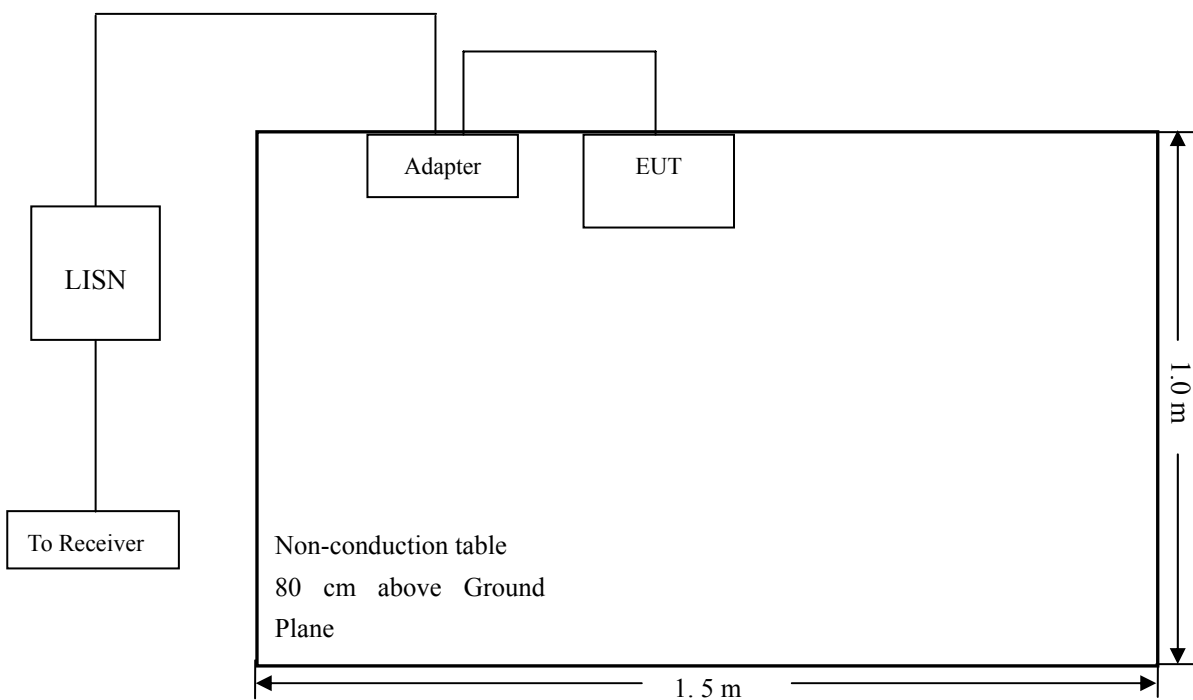 Adapter
EUT
LISN
1.0 m
To Receiver
Non-conduction table
80 cm above Ground
Plane
1. 5 m